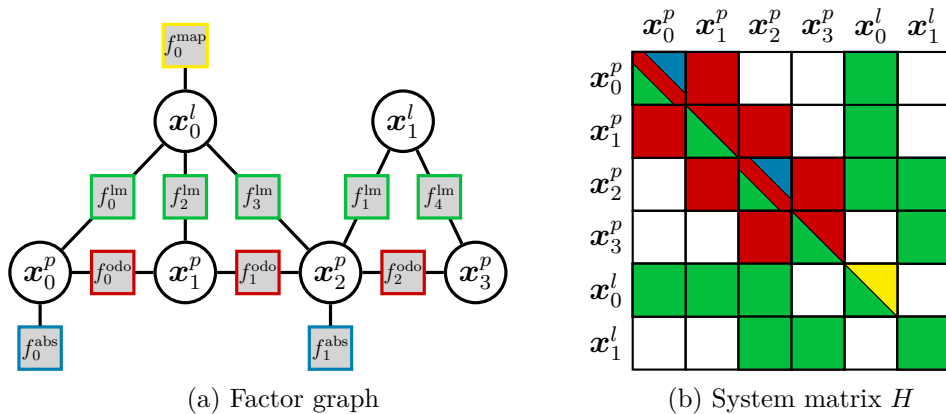 f_0^map
x_0^l x_1^l
f_0^lm f_2^lm f_3^lm f_1^lm f_4^lm
x_0^p f_0^odo x_1^p f_1^odo x_2^p f_2^odo x_3^p
f_0^abs f_1^abs
(a) Factor graph
x_0^p x_1^p x_2^p x_3^p x_0^l x_1^l
x_0^p
x_1^p
x_2^p
x_3^p
x_0^l
x_1^l
(b) System matrix H